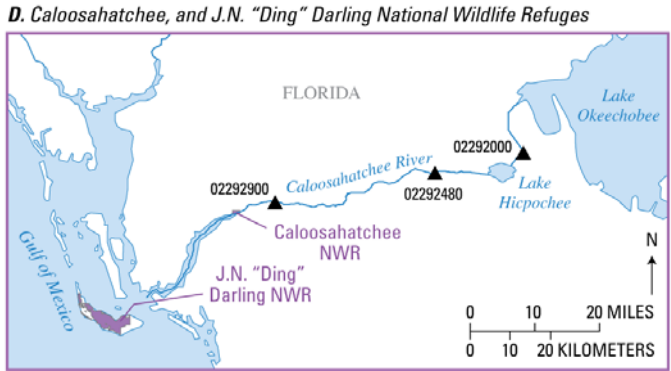 D. Caloosahatchee, and J.N. “Ding” Darling National Wildlife Refuges
FLORIDA
Lake
Okeechobee
02292000
Caloosahatchee River
02292900
02292480
Lake
Hicpochee
Caloosahatchee
NWR
Gulf of Mexico
J.N. “Ding”
Darling NWR
N
0 10 20 MILES
0 10 20 KILOMETERS